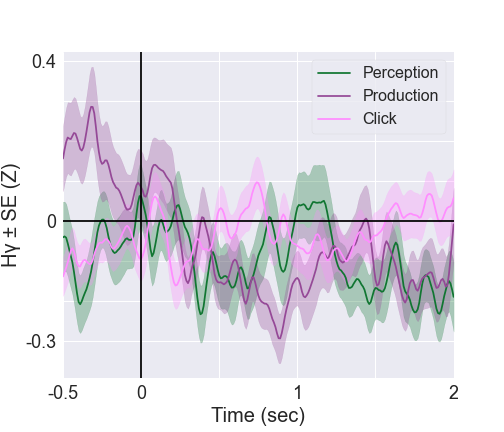 0.4
0
-0.3
Hγ ± SE (Z)
Perception
Production
Click
-0.5
0
1
2
Time (sec)